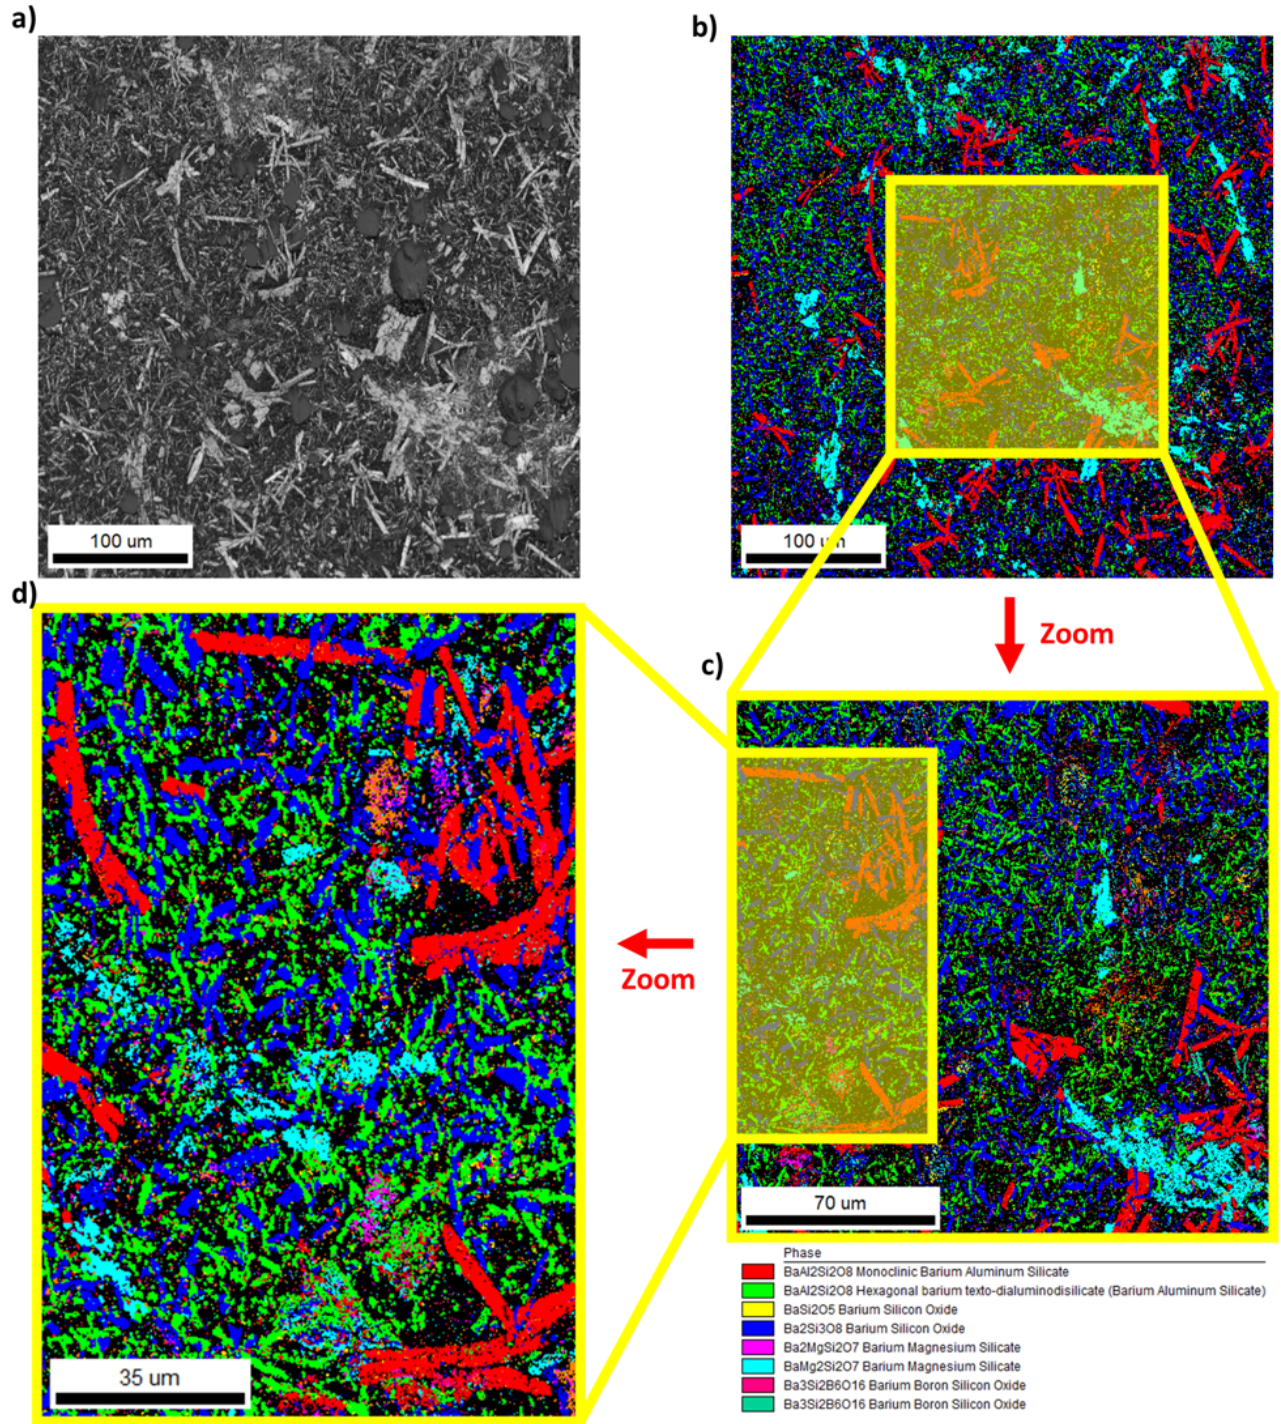 a)
b)
100 um
100 um
d)
Zoom
c)
Zoom
70 um
35 um
Phase
BaAl2Si2O8 Monoclinic Barium Aluminum Silicate
BaAl2Si2O8 Hexagonal barium texto-dialuminodisilicate (Barium Aluminum Silicate)
BaSi2O5 Barium Silicon Oxide
Ba2Si3O8 Barium Silicon Oxide
Ba2MgSi2O7 Barium Magnesium Silicate
BaMg2Si2O7 Barium Magnesium Silicate
Ba3Si2B6O16 Barium Boron Silicon Oxide
Ba3Si2B6O16 Barium Boron Silicon Oxide